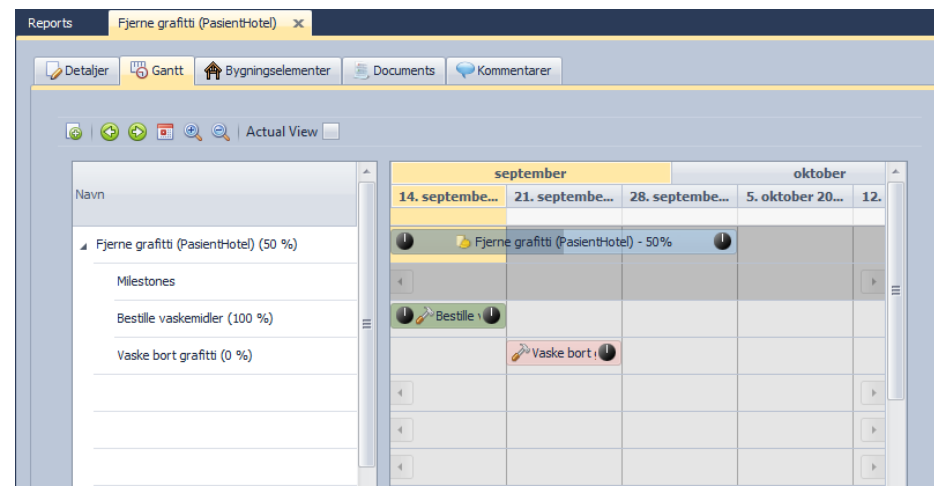 Reports Fjerne grafitti (PasientHotel) x
Detaljer Gantt Bygningselementer Documents Kommentarer
Actual View
Navn
september oktober
14. septembe... 21. septembe... 28. septembe... 5. oktober 20... 12.
Fjerne grafitti (PasientHotel) (50 %) Fjerne grafitti (PasientHotel) - 50%
Milestones
Bestille vaskemidler (100 %) Bestille
Vaske bort grafitti (0 %) Vaske bort